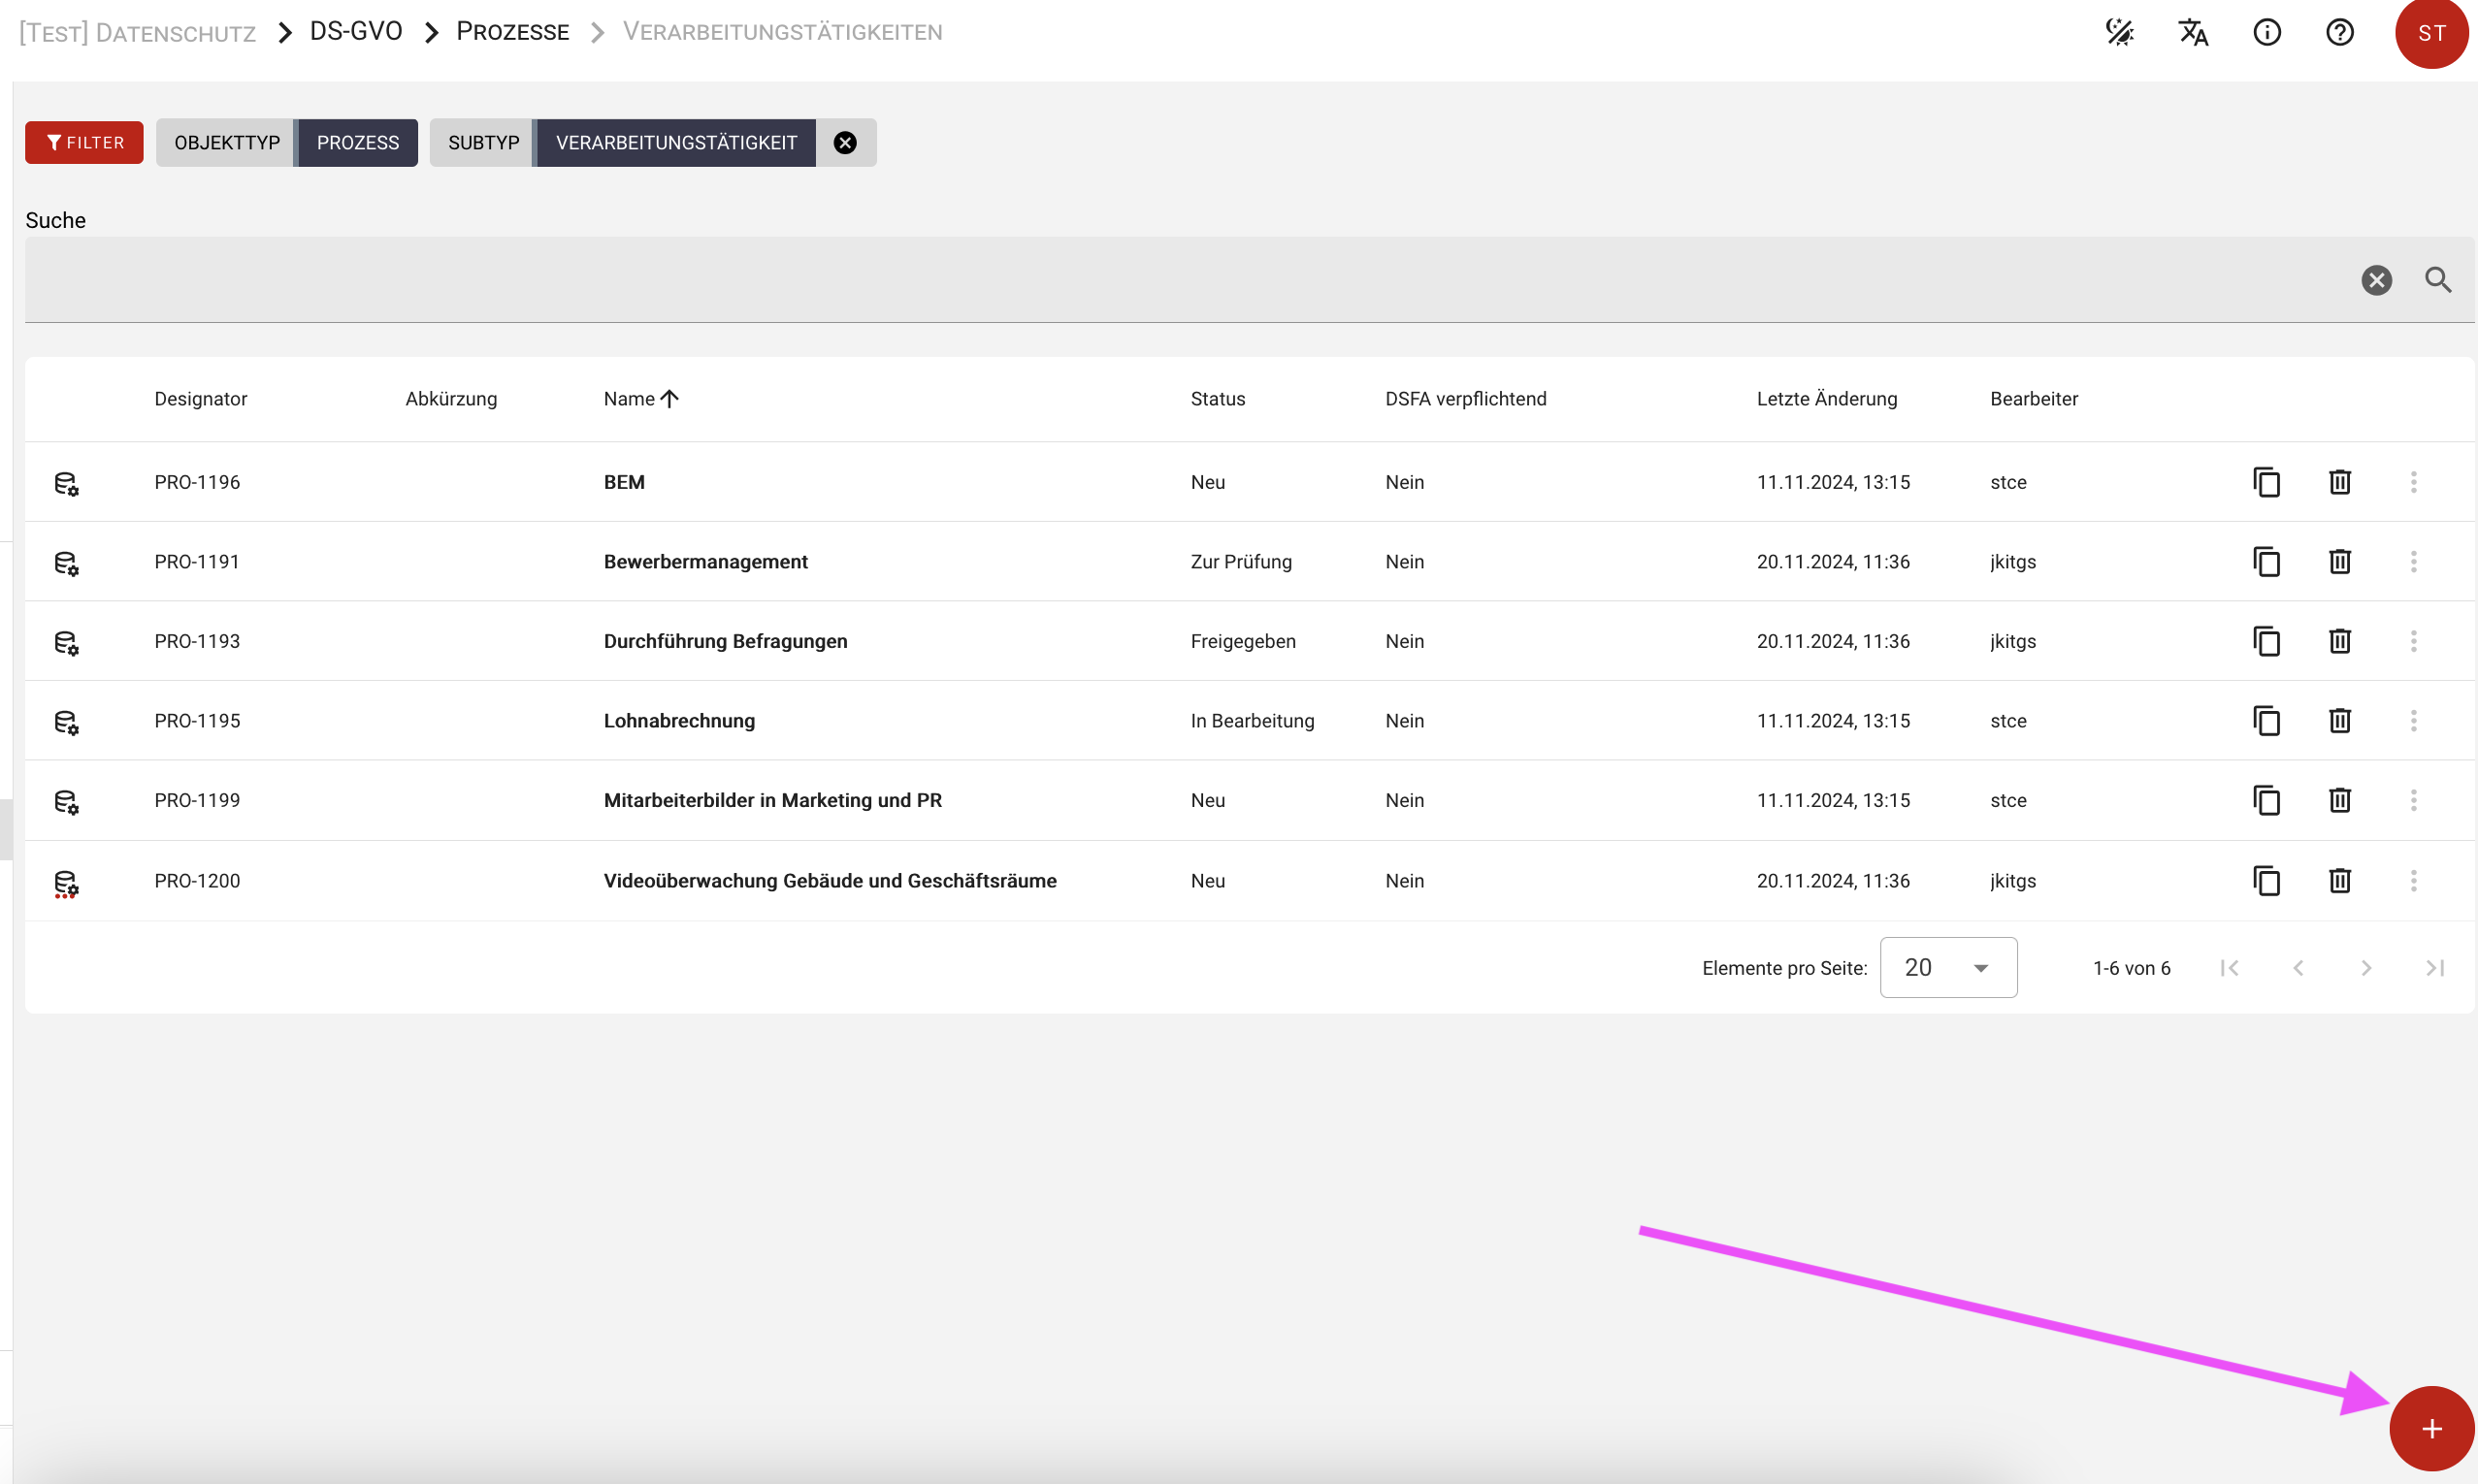 [Test] Datenschutz > DS-GVO > Prozesse > Verarbeitungstätigkeiten
ST
FILTER OBJEKTTYP PROZESS SUBTYP VERARBEITUNGSTÄTIGKEIT
Suche
Designator Abkürzung Name Status DSFA verpflichtend Letzte Änderung Bearbeiter
PRO-1196 BEM Neu Nein 11.11.2024, 13:15 stce
PRO-1191 Bewerbermanagement Zur Prüfung Nein 20.11.2024, 11:36 jkitgs
PRO-1193 Durchführung Befragungen Freigegeben Nein 20.11.2024, 11:36 jkitgs
PRO-1195 Lohnabrechnung In Bearbeitung Nein 11.11.2024, 13:15 stce
PRO-1199 Mitarbeiterbilder in Marketing und PR Neu Nein 11.11.2024, 13:15 stce
PRO-1200 Videoüberwachung Gebäude und Geschäftsräume Neu Nein 20.11.2024, 11:36 jkitgs
Elemente pro Seite: 20 1-6 von 6